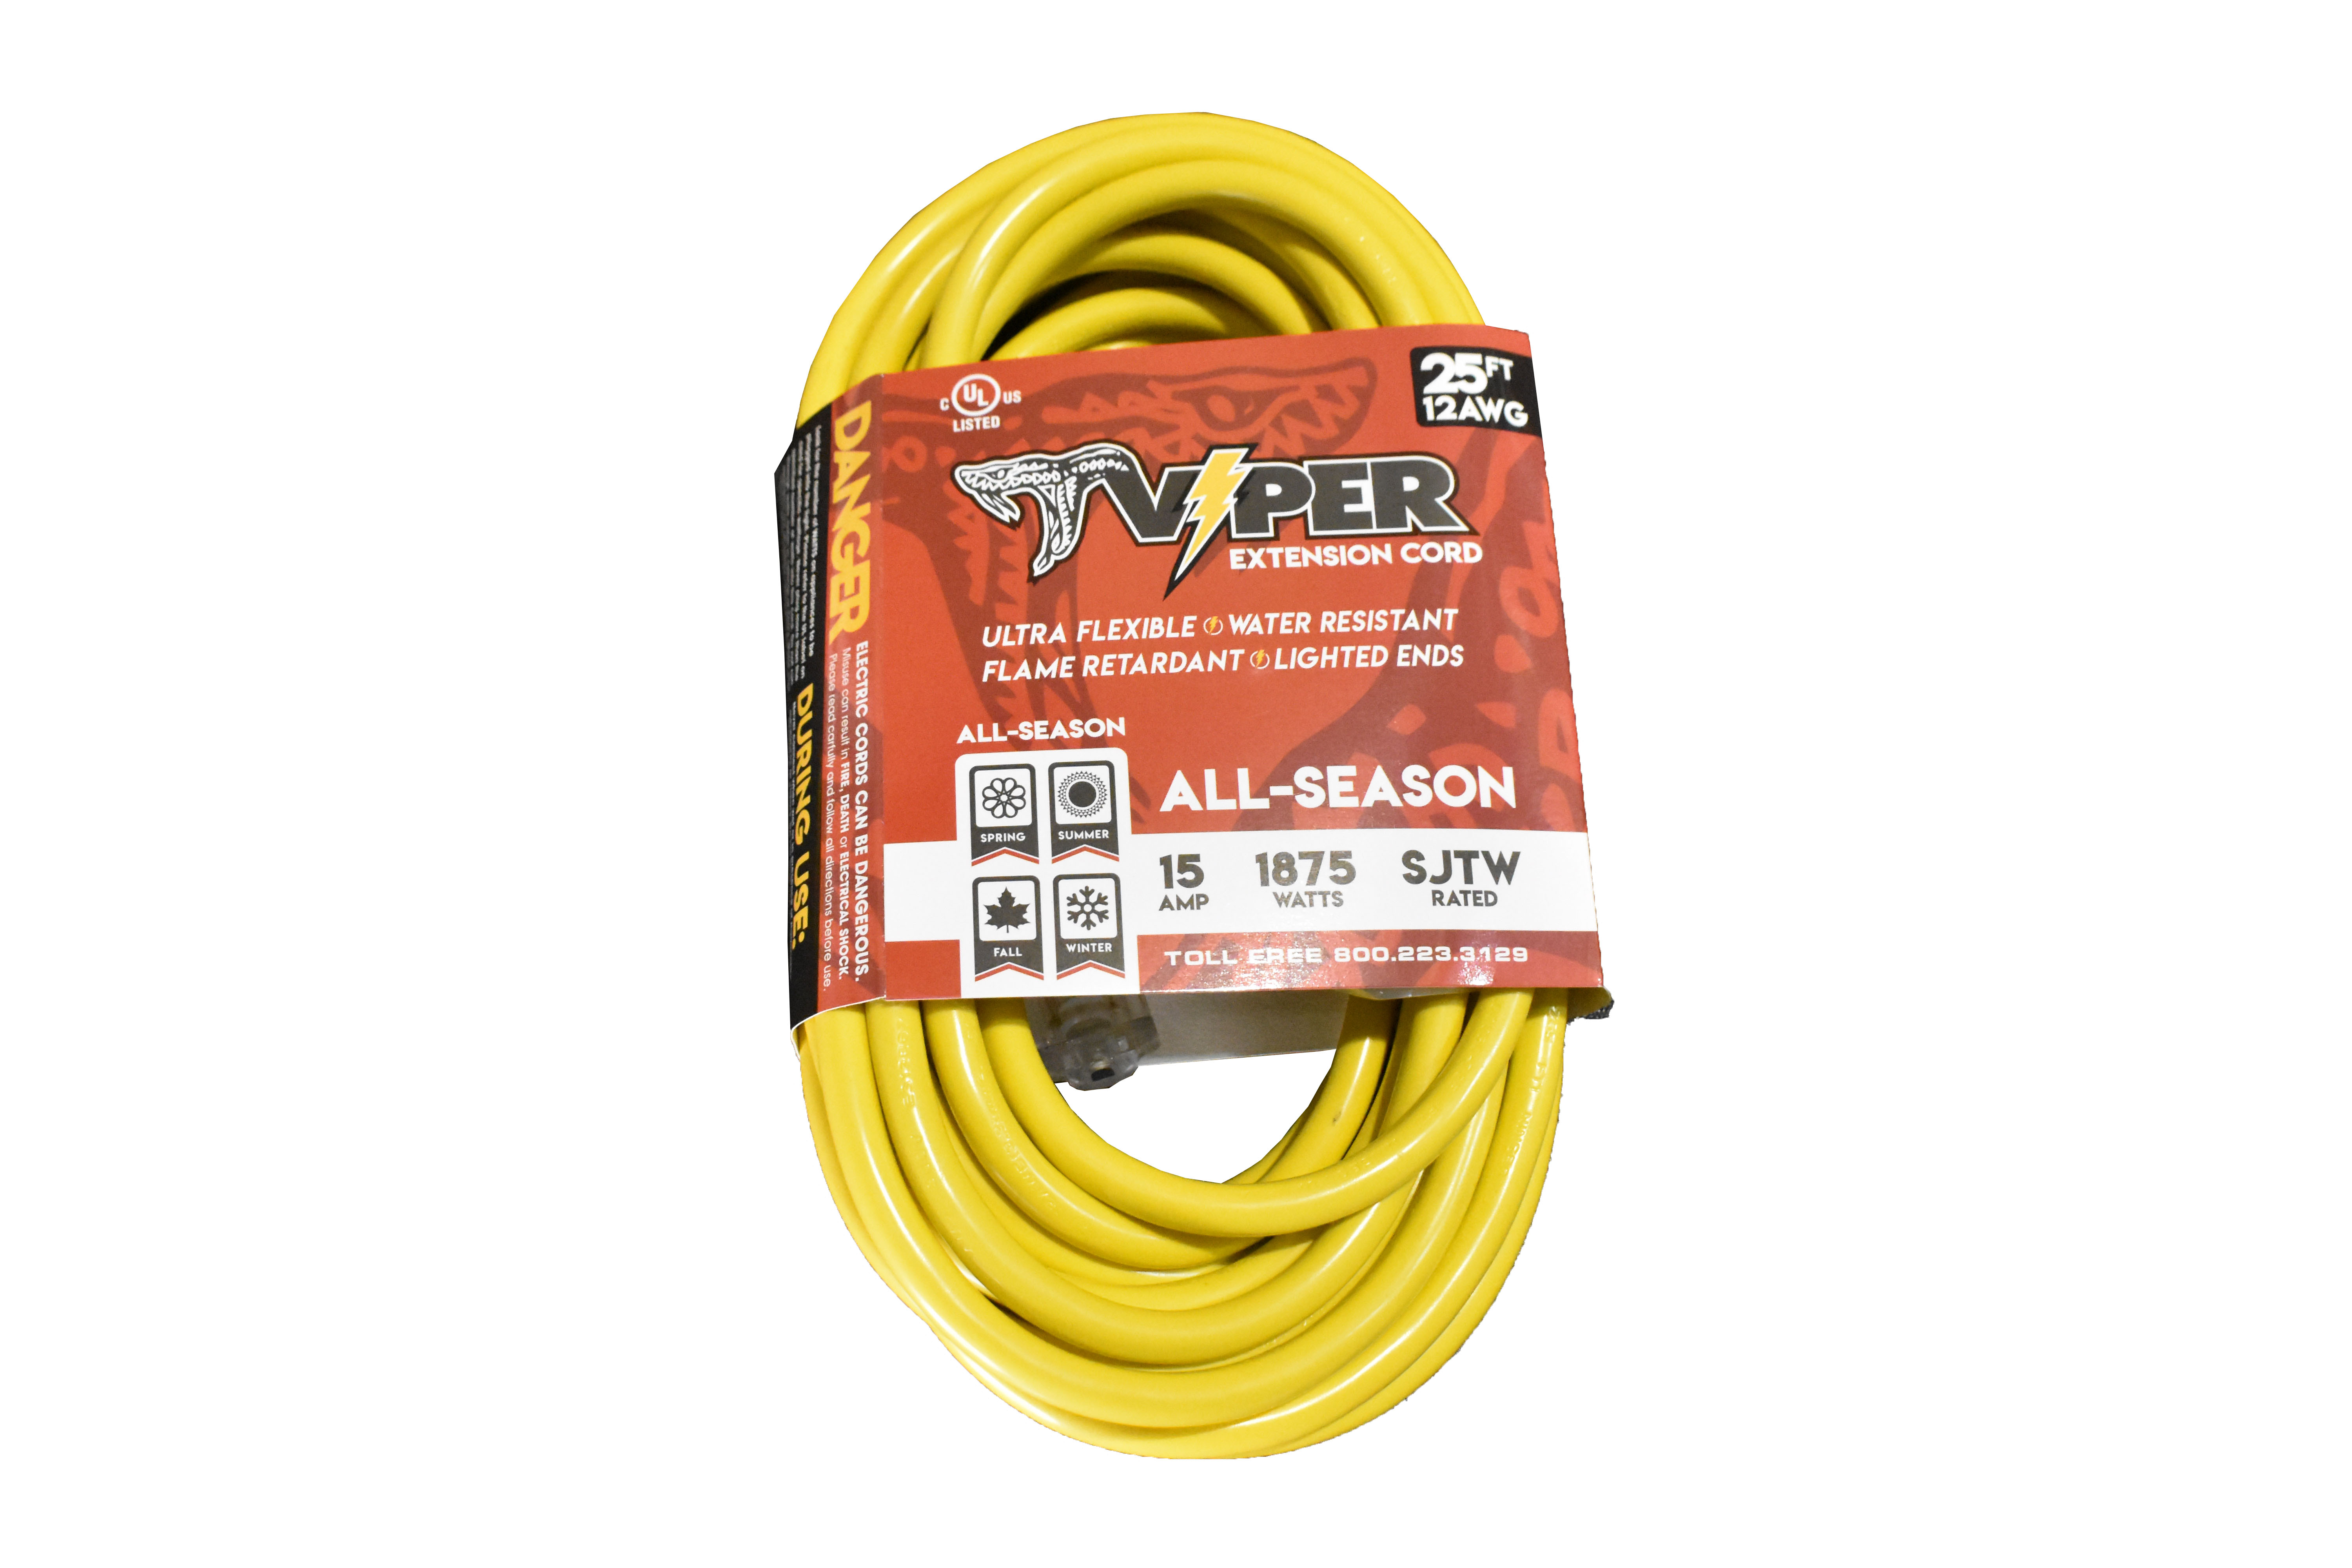 25FT
12AWG
C UL US
LISTED
VIPER
EXTENSION CORD
ULTRA FLEXIBLE WATER RESISTANT
FLAME RETARDANT LIGHTED ENDS
ALL-SEASON
SPRING SUMMER
FALL WINTER
ALL-SEASON
15 1875 SJTW
AMP WATTS RATED
TOLL FREE 800.223.3129
DANGER
ELECTRIC CORDS CAN BE DANGEROUS.
Misuse can result in FIRE, DEATH or ELECTRICAL SHOCK.
Please read carfully and follow all directions before use.
DURING USE: